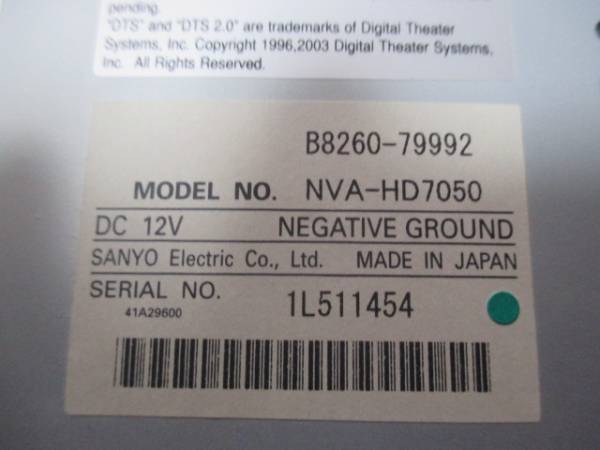 pending.
"DTS" and "DTS 2.0" are trademarks of Digital Theater
Systems, Inc. Copyright 1996,2003 Digital Theater Systems,
Inc. All Rights Reserved.
B8260-79992
MODEL NO. NVA-HD7050
DC 12V NEGATIVE GROUND
SANYO Electric Co., Ltd. MADE IN JAPAN
SERIAL NO. 1L511454
41A29600